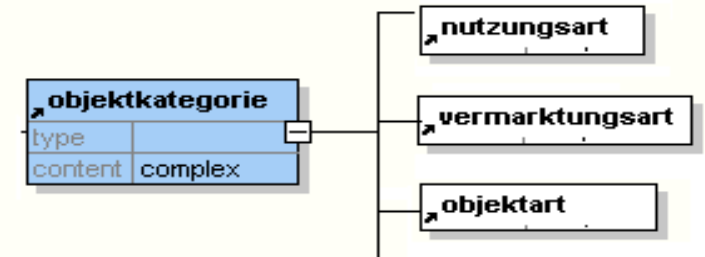 nutzungsart
objektkategorie
type
content complex
vermarktungsart
objektart